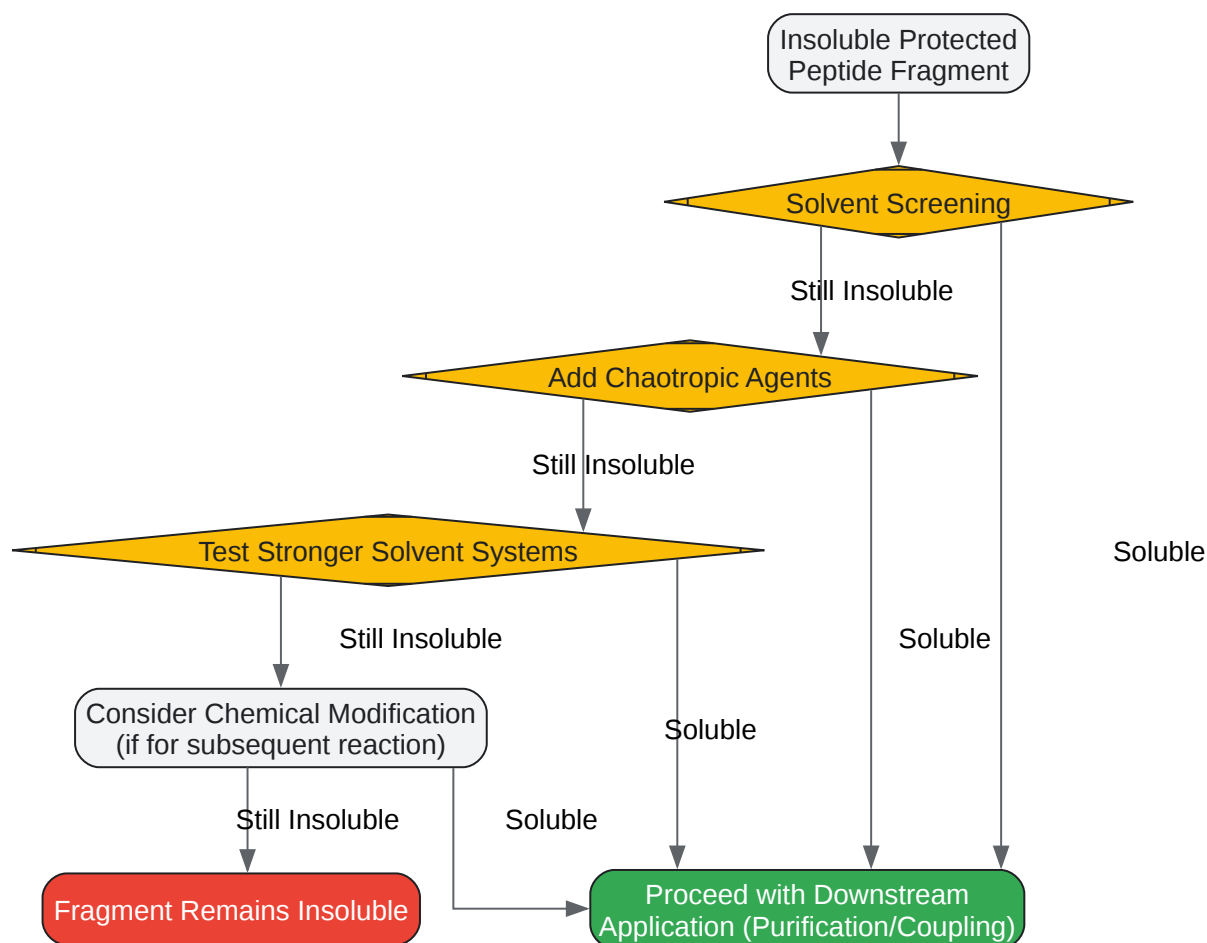 Insoluble Protected
Peptide Fragment
Solvent Screening
Still Insoluble
Add Chaotropic Agents
Still Insoluble
Test Stronger Solvent Systems
Soluble
Still Insoluble
Soluble
Consider Chemical Modification
(if for subsequent reaction)
Soluble
Still Insoluble
Soluble
Fragment Remains Insoluble
Proceed with Downstream
Application (Purification/Coupling)